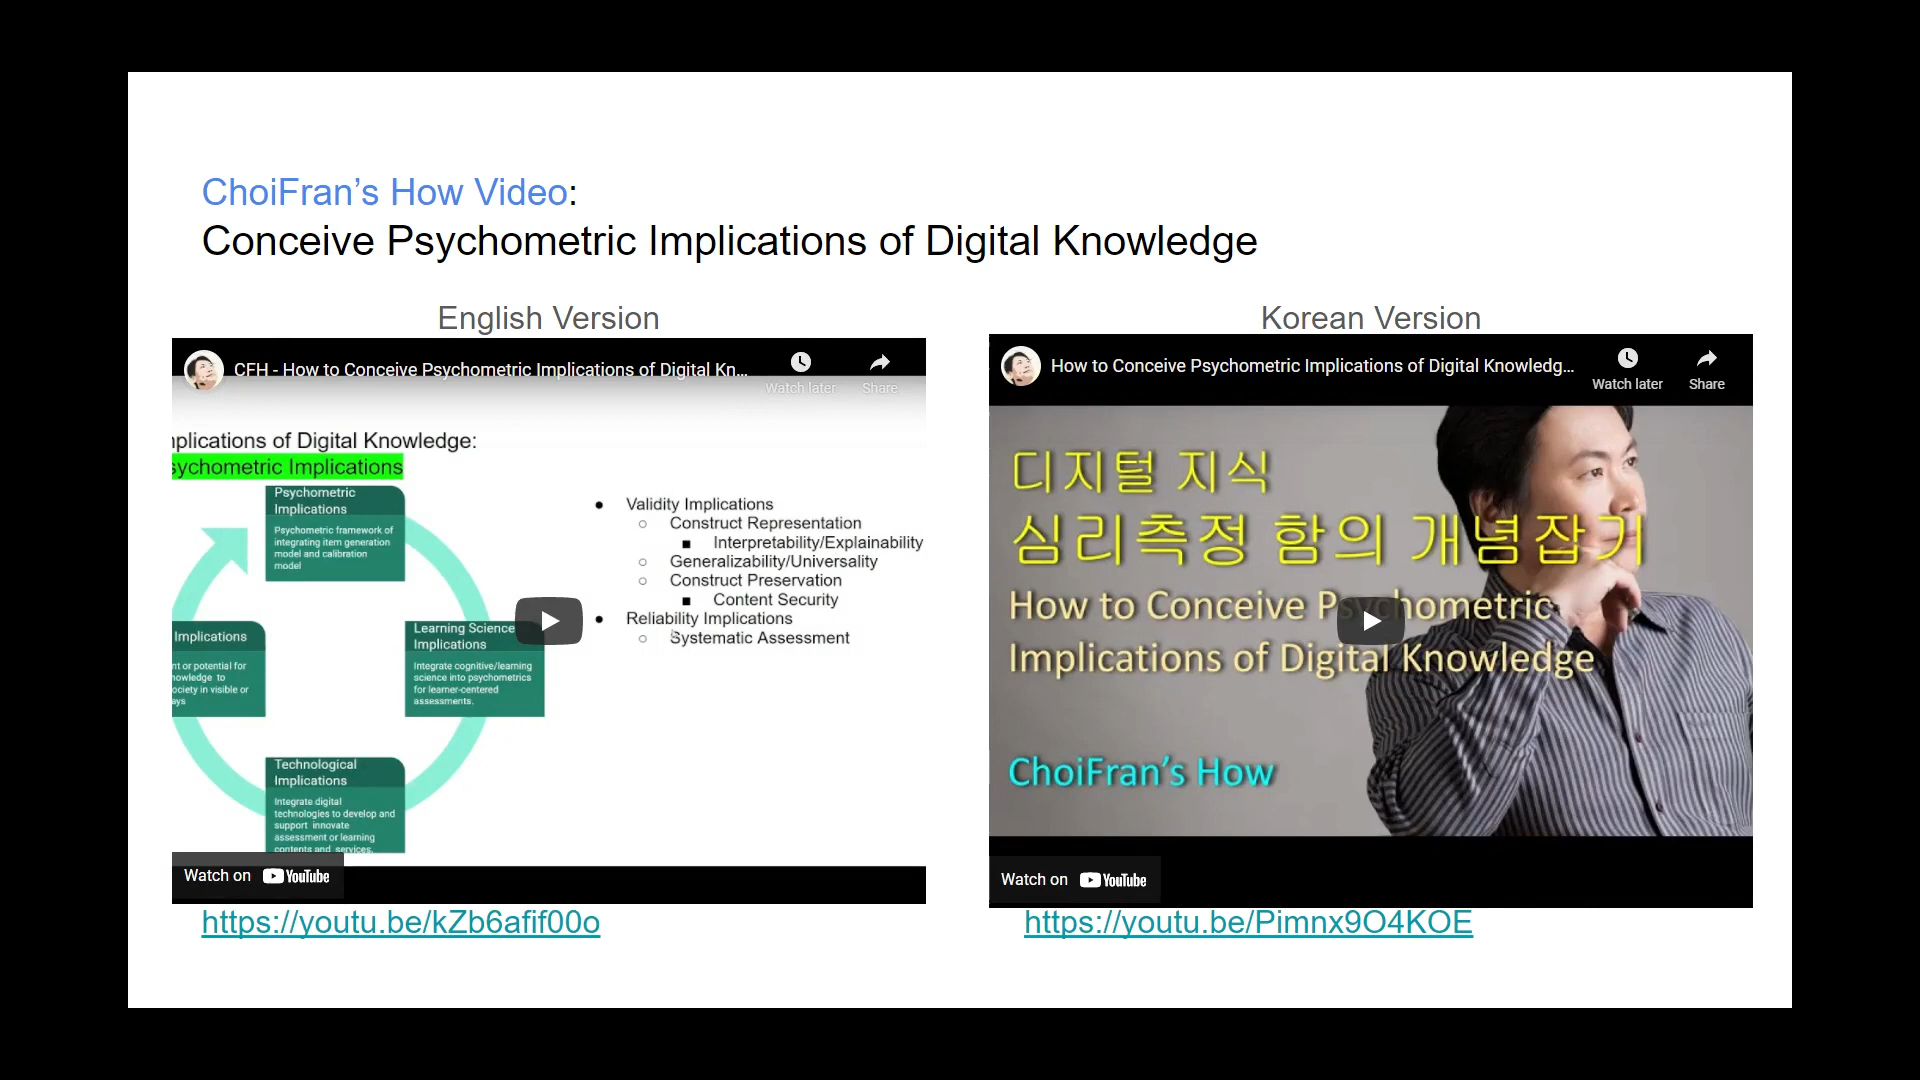 ChoiFran’s How Video:
Conceive Psychometric Implications of Digital Knowledge
English Version
CFH - How to Conceive Psychometric Implications of Digital Kn...
Watch later
Share
mplications of Digital Knowledge:
sychometric Implications
Psychometric
Implications
Psychometric framework of
integrating item generation
model and calibration
model
Implications
nt or potential for
nowledge to
ociety in visible or
ays
Learning Science
Implications
Integrate cognitive/learning
science into psychometrics
for learner-centered
assessments.
Technological
Implications
Integrate digital
technologies to develop and
support innovate
assessment or learning
contents and services.
Validity Implications
Construct Representation
Interpretability/Explainability
Generalizability/Universality
Construct Preservation
Content Security
Reliability Implications
Systematic Assessment
Watch on YouTube
https://youtu.be/kZb6afif00o
Korean Version
How to Conceive Psychometric Implications of Digital Knowledg...
Watch later
Share
디지털 지식
심리측정 함의 개념잡기
How to Conceive Psychometric
Implications of Digital Knowledge
ChoiFran’s How
Watch on YouTube
https://youtu.be/Pimnx9O4KOE